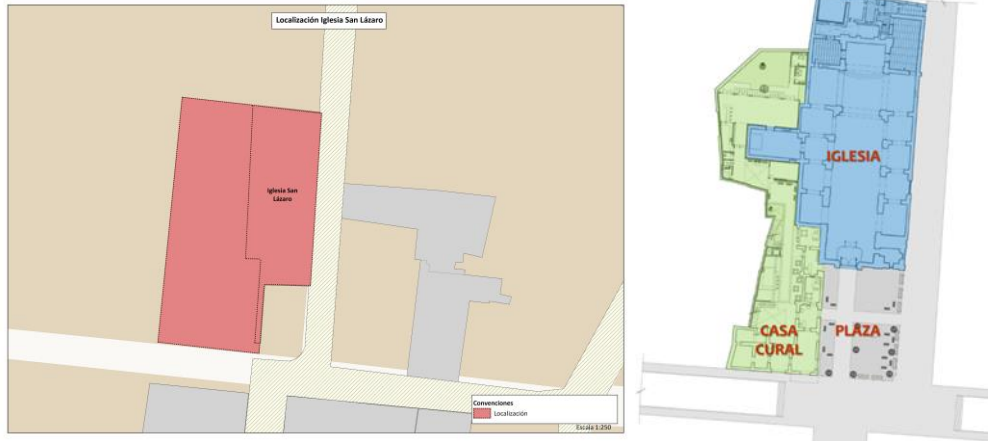 Localización Iglesia San Lázaro
Iglesia San
Lázaro
Convenciones
Localización
Escala 1:250
IGLESIA
CASA
CURAL
PLAZA